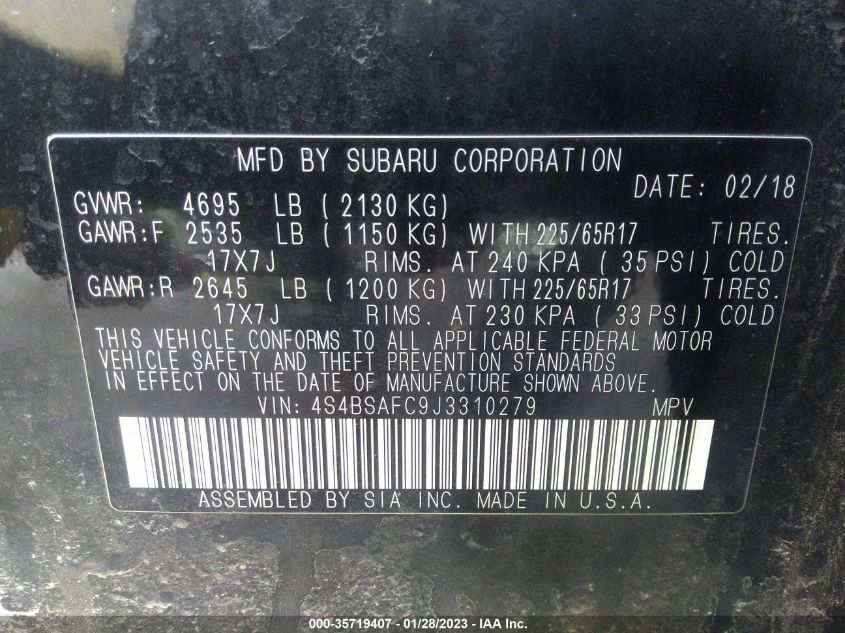 MFD BY SUBARU CORPORATION
DATE: 02/18
GVWR: 4695 LB ( 2130 KG)
GAWR:F 2535 LB ( 1150 KG) WITH 225/65R17 TIRES.
17X7J RIMS. AT 240 KPA ( 35 PSI) COLD
GAWR:R 2645 LB ( 1200 KG) WITH 225/65R17 TIRES.
17X7J RIMS. AT 230 KPA ( 33 PSI) COLD
THIS VEHICLE CONFORMS TO ALL APPLICABLE FEDERAL MOTOR
VEHICLE SAFETY AND THEFT PREVENTION STANDARDS
IN EFFECT ON THE DATE OF MANUFACTURE SHOWN ABOVE.
VIN: 4S4BSAFC9J3310279 MPV
ASSEMBLED BY SIA INC. MADE IN U.S.A.
000-35719407 - 01/28/2023 - IAA Inc.